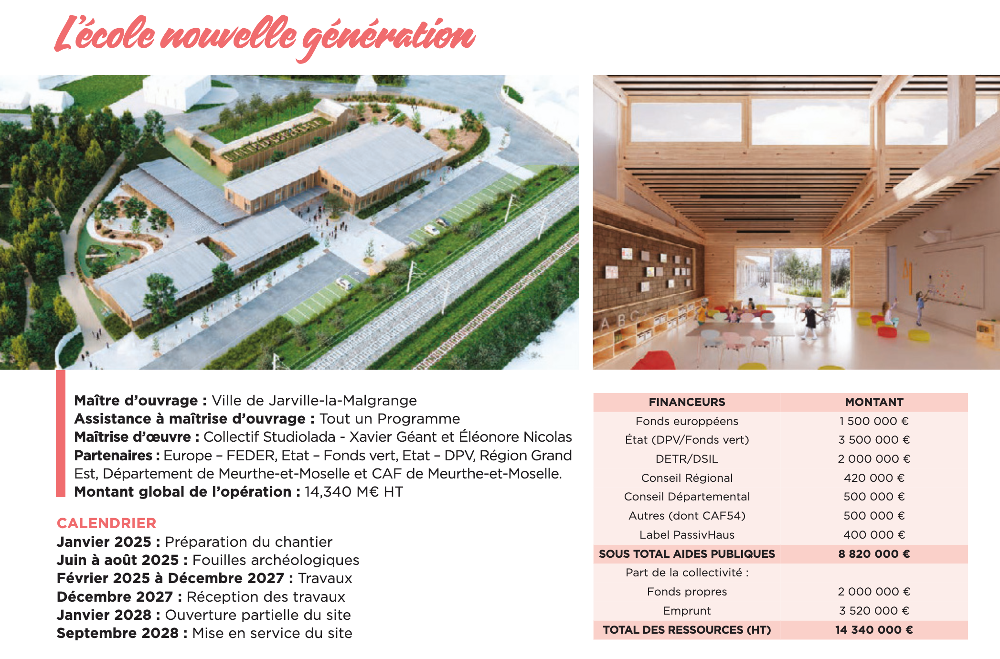 L'école nouvelle génération
ABC
Maître d'ouvrage : Ville de Jarville-la-Malgrange
Assistance à maîtrise d'ouvrage : Tout un Programme
Maîtrise d'œuvre : Collectif Studiolada - Xavier Géant et Éléonore Nicolas
Partenaires : Europe – FEDER, Etat – Fonds vert, Etat – DPV, Région Grand
Est, Département de Meurthe-et-Moselle et CAF de Meurthe-et-Moselle.
Montant global de l'opération : 14,340 M€ HT
CALENDRIER
Janvier 2025 : Préparation du chantier
Juin à août 2025 : Fouilles archéologiques
Février 2025 à Décembre 2027 : Travaux
Décembre 2027 : Réception des travaux
Janvier 2028 : Ouverture partielle du site
Septembre 2028 : Mise en service du site
FINANCEURS MONTANT
Fonds europpéens 1 500 000 €
État (DPV/Fonds vert) 3 500 000 €
DETR/DSIL 2 000 000 €
Conseil Régional 420 000 €
Conseil Départemental 500 000 €
Autres (dont CAF54) 500 000 €
Label PassivHaus 400 000 €
SOUS TOTAL AIDES PUBLIQUES 8 820 000 €
Part de la collectivité :
Fonds propres 2 000 000 €
Emprunt 3 520 000 €
TOTAL DES RESSOURCES (HT) 14 340 000 €